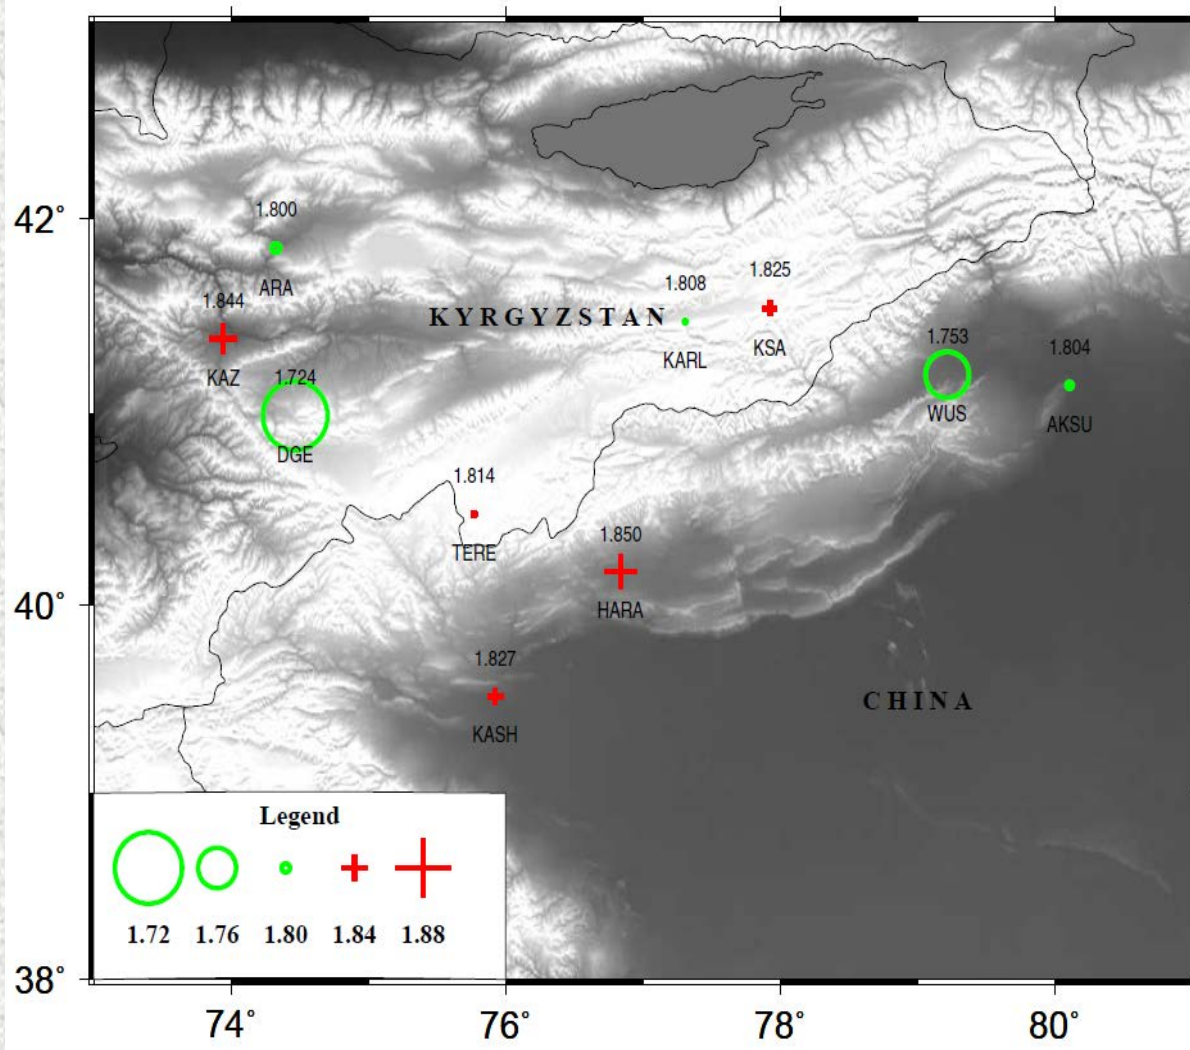 42°
1.800
ARA
1.844
KAZ
1.724
DGE
KYRGYZSTAN
1.808
KARL
1.825
KSA
1.753
WUS
1.804
AKSU
1.814
TERE
1.850
HARA
40°
1.827
KASH
CHINA
Legend
1.72 1.76 1.80 1.84 1.88
38°
74° 76° 78° 80°